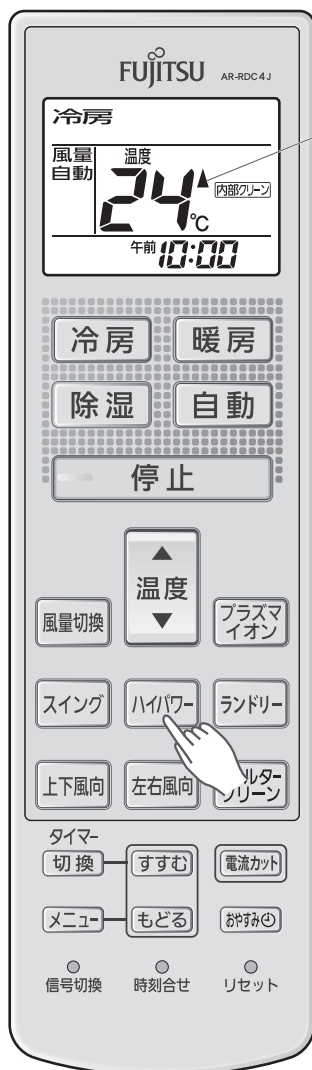 FUJITSU AR-RDC4J
冷房
風量
自動
温度
24▲℃
内部クリーン
午前 10:00
冷房 暖房
除湿 自動
停止
▲
温度
▼
風量切換
プラズマ
イオン
スイング ハイパワー ランドリー
上下風向 左右風向
ルター
クリーン
タイマー
切換 すすむ 電流カット
メニュー もどる おやすみ
信号切換 時刻合せ リセット